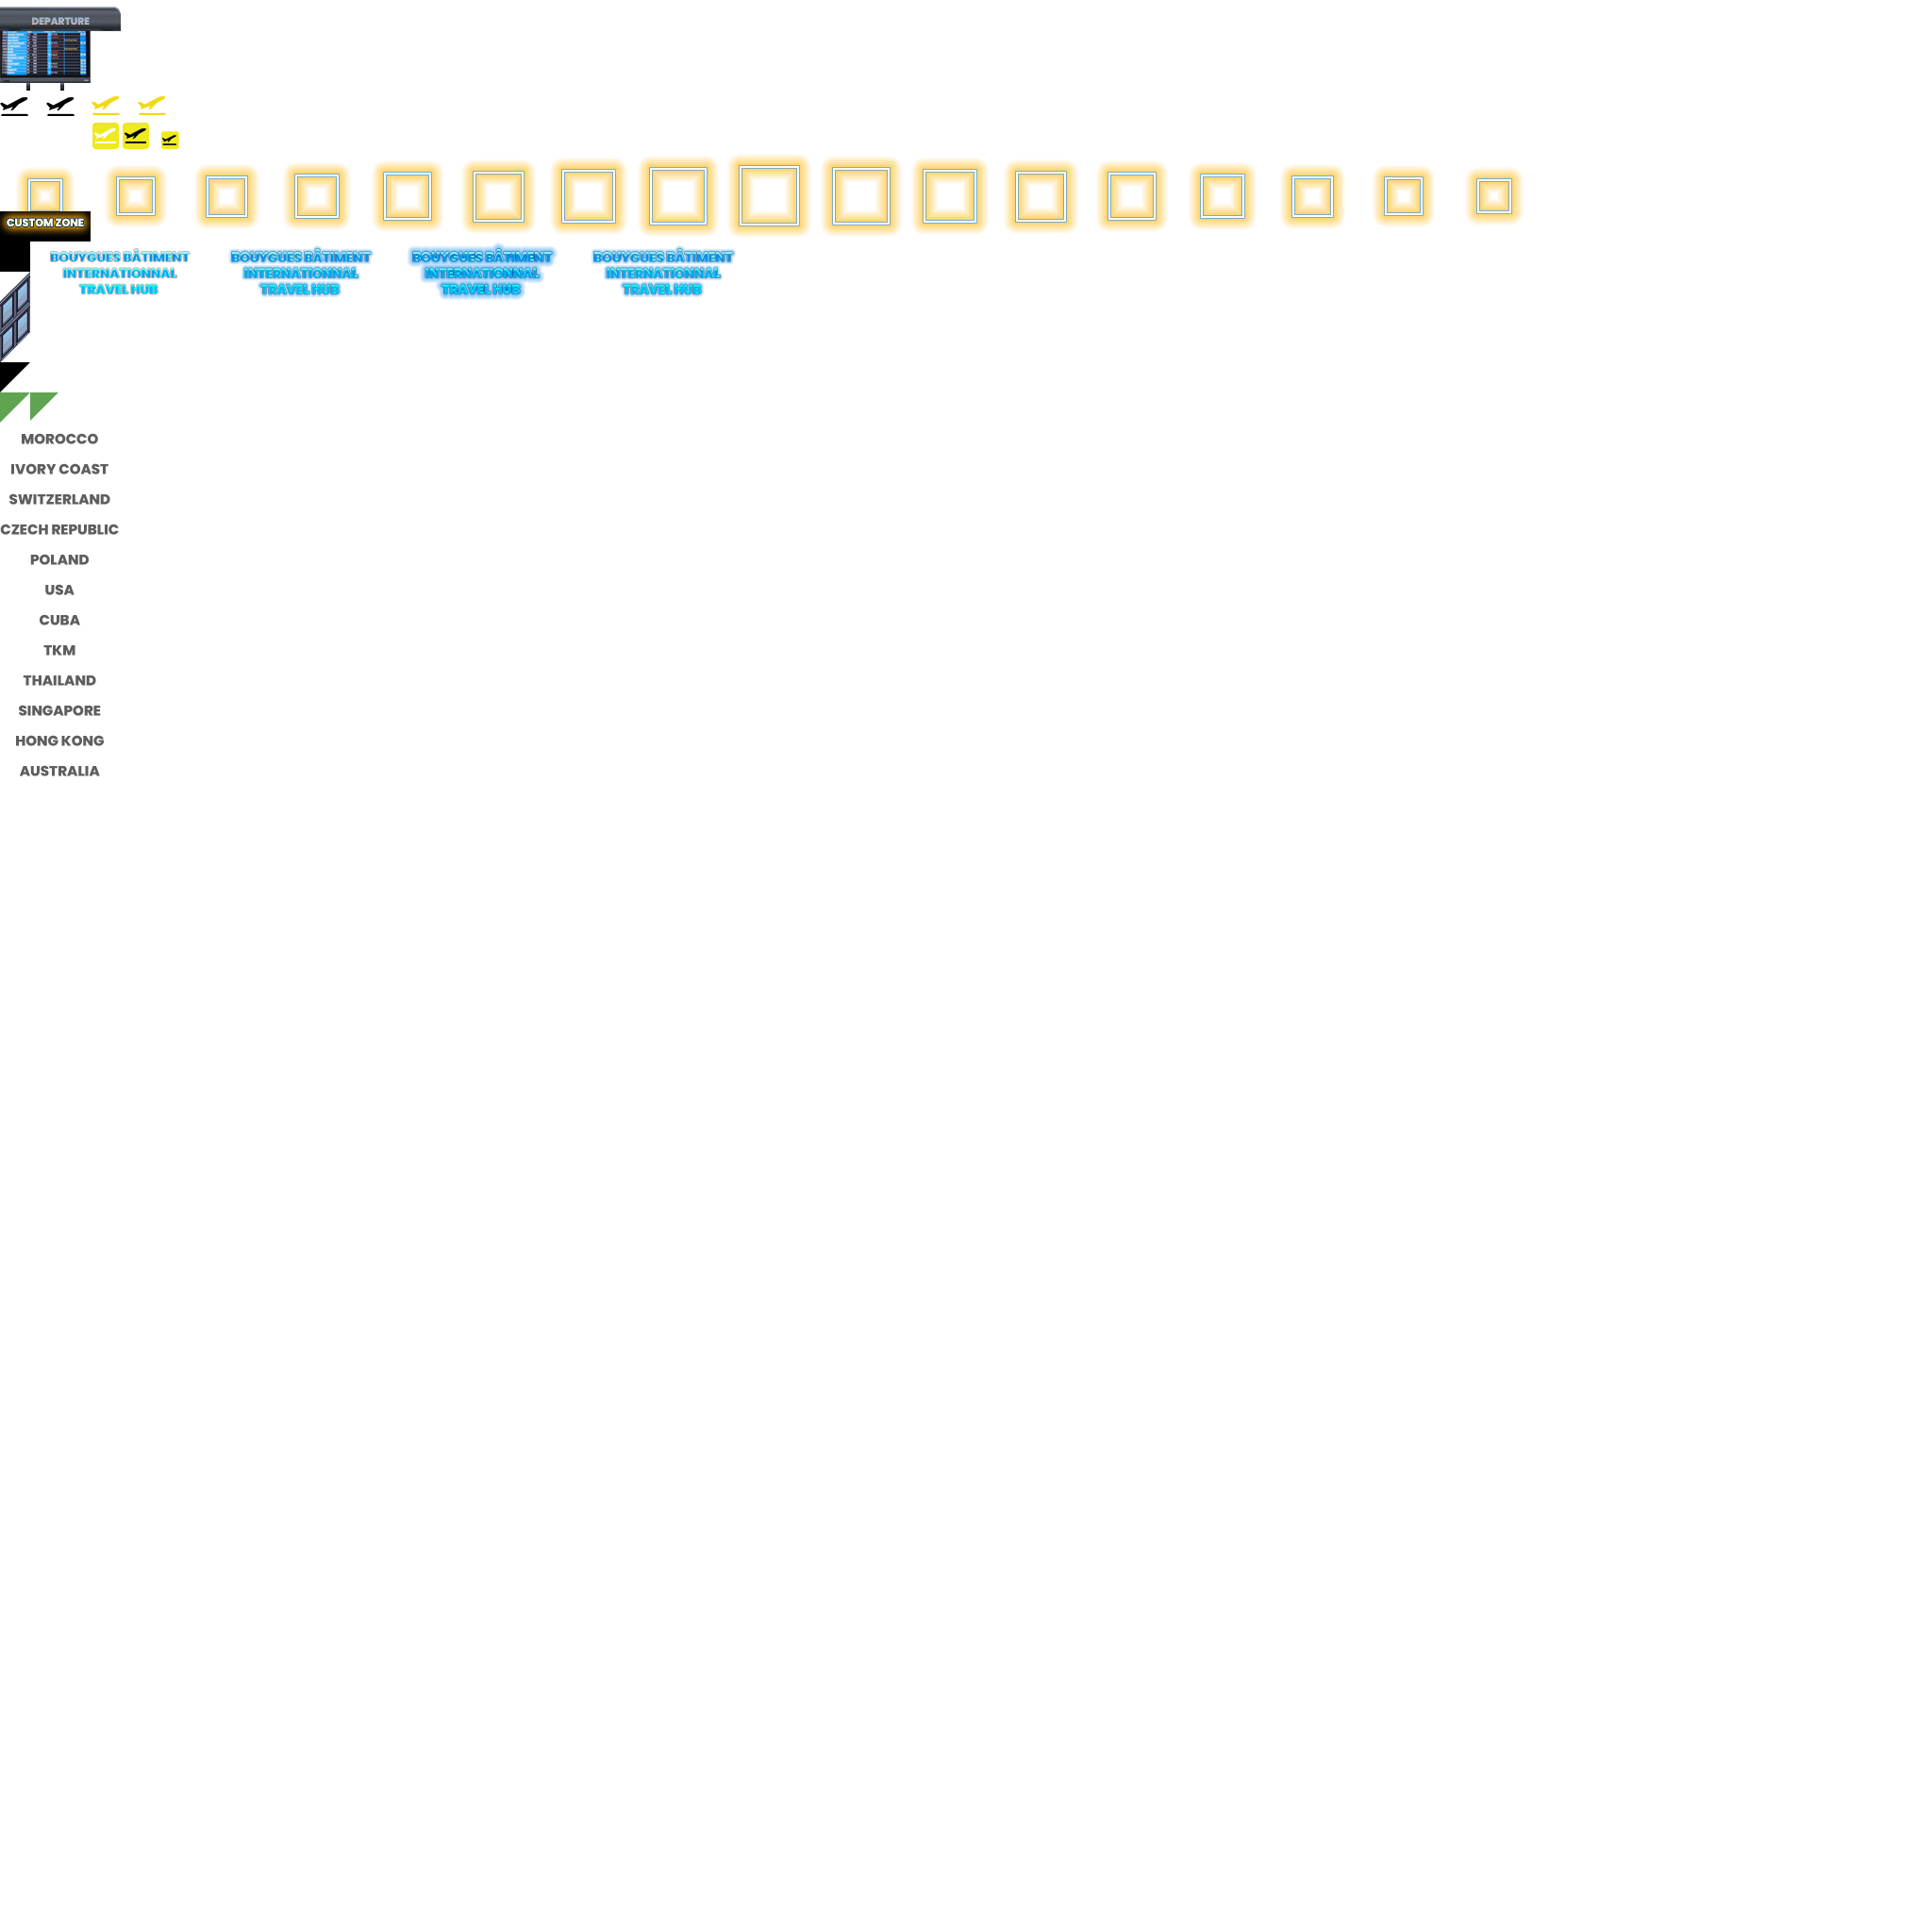 DEPARTURE
CUSTOM ZONE
BOUYGUES BÂTIMENT
INTERNATIONNAL
TRAVEL HUB
BOUYGUES BÂTIMENT
INTERNATIONNAL
TRAVEL HUB
BOUYGUES BÂTIMENT
INTERNATIONNAL
TRAVEL HUB
BOUYGUES BÂTIMENT
INTERNATIONNAL
TRAVEL HUB
MOROCCO
IVORY COAST
SWITZERLAND
CZECH REPUBLIC
POLAND
USA
CUBA
TKM
THAILAND
SINGAPORE
HONG KONG
AUSTRALIA